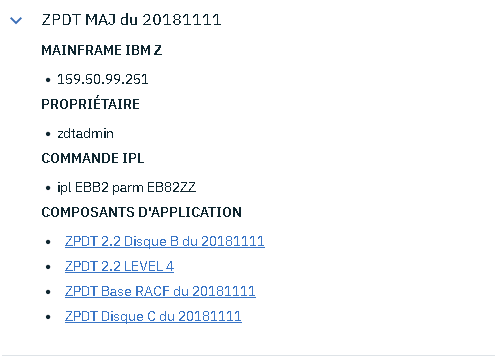 ZPDT MAJ du 20181111
MAINFRAME IBM Z
• 159.50.99.251
PROPRIÉTAIRE
• zdtadmin
COMMANDE IPL
• ipl EBB2 parm EB82ZZ
COMPOSANTS D'APPLICATION
• ZPDT 2.2 Disque B du 20181111
• ZPDT 2.2 LEVEL 4
• ZPDT Base RACF du 20181111
• ZPDT Disque C du 20181111